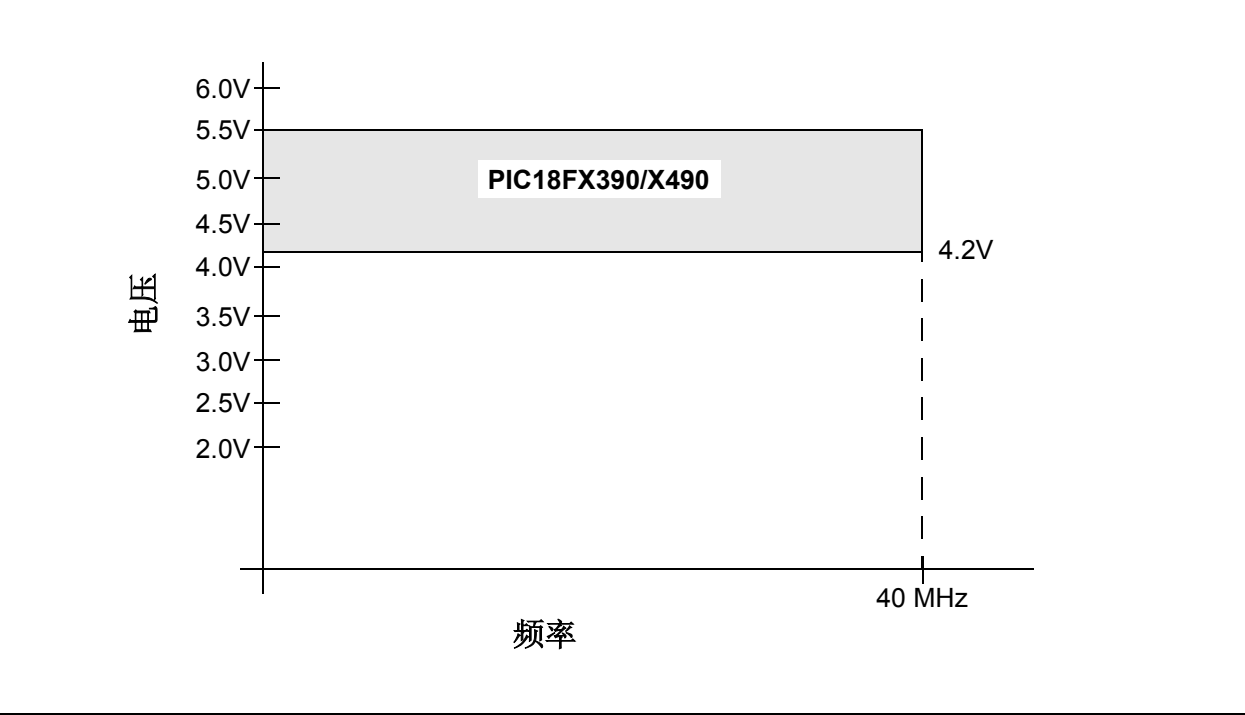 6.0V
5.5V
5.0V
PIC18FX390/X490
4.5V
4.2V
4.0V
电压
3.5V
3.0V
2.5V
2.0V
40 MHz
频率